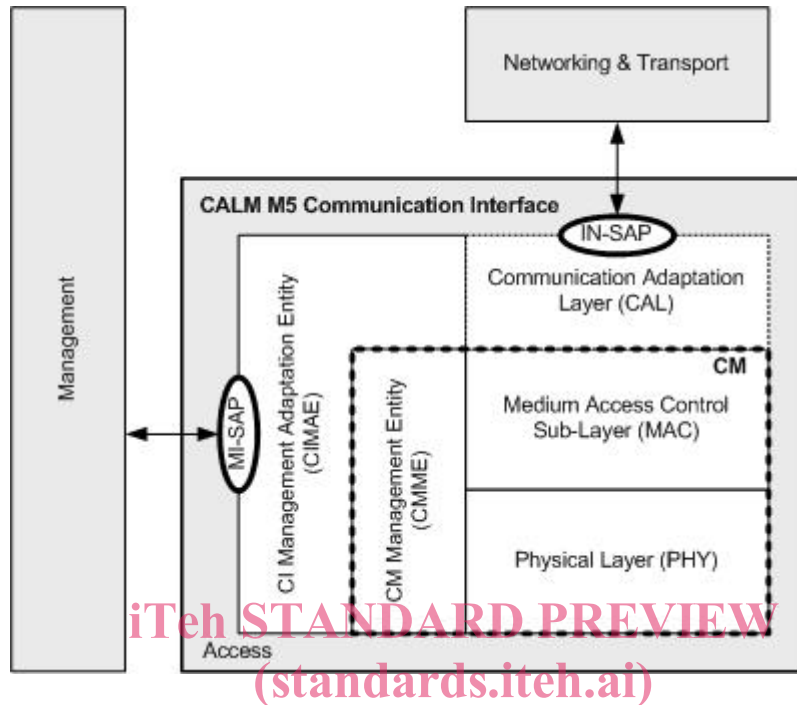 Networking & Transport
CALM M5 Communication Interface
IN-SAP
Communication Adaptation
Layer (CAL)
CM
Medium Access Control
Sub-Layer (MAC)
Physical Layer (PHY)
Management
MI-SAP
CI Management Adaptation Entity
(CIMAE)
CM Management Entity
(CMME)
iTeh STANDARD PREVIEW
Access
(standards.iteh.ai)